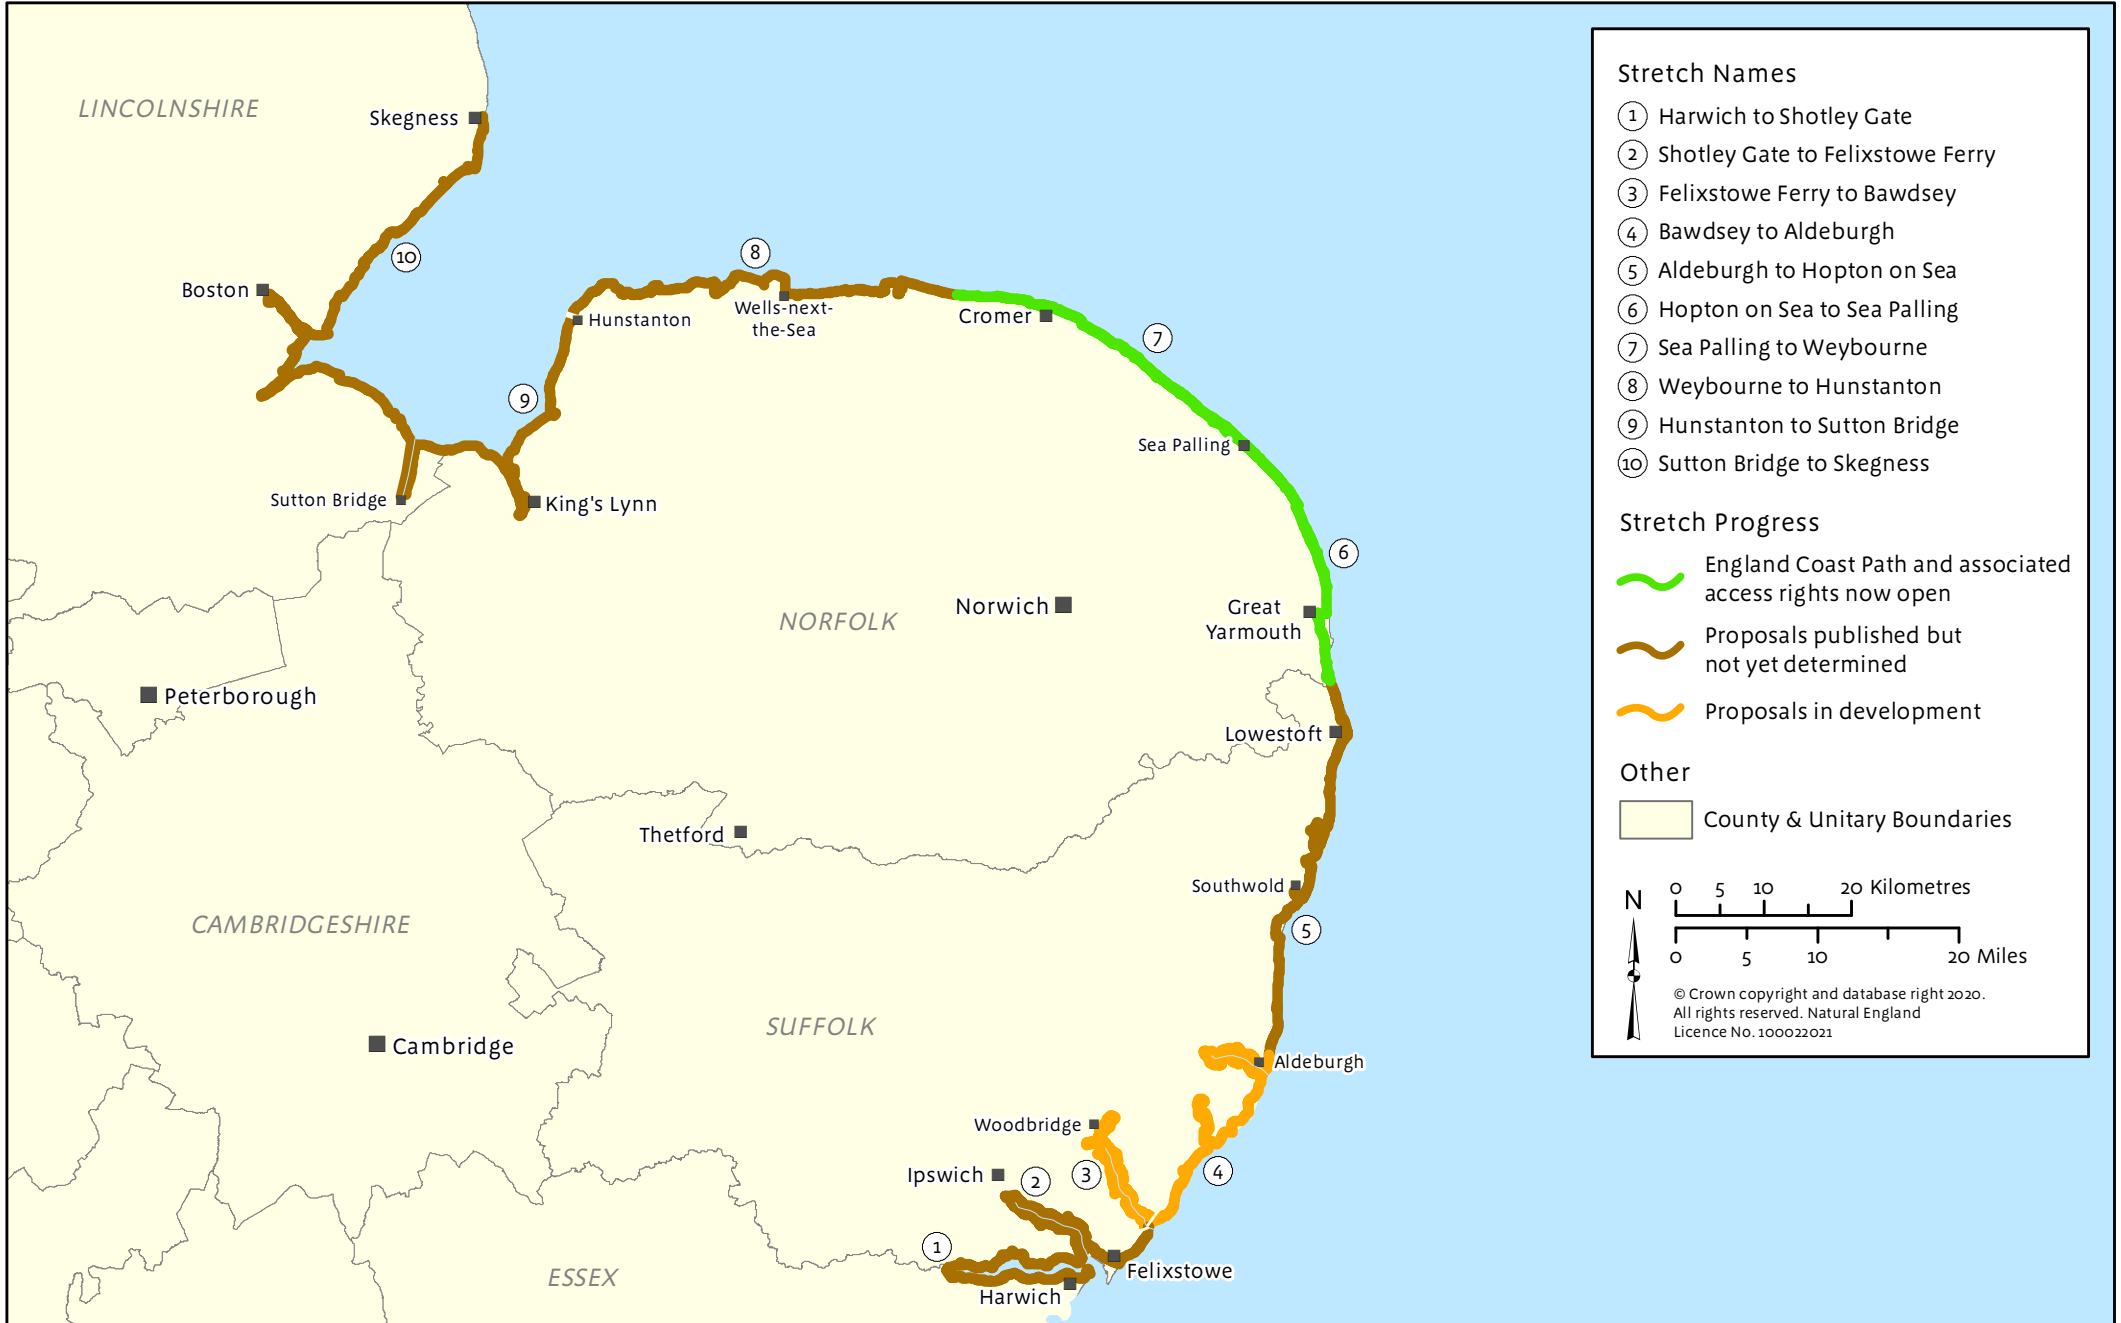 LINCOLNSHIRE
Skegness
10
Boston
8
Hunstanton
Wells-next-
the-Sea
Cromer
7
9
Sea Palling
Sutton Bridge
King's Lynn
6
NORFOLK
Norwich
Great
Yarmouth
Peterborough
Lowestoft
Thetford
Southwold
5
CAMBRIDGESHIRE
SUFFOLK
Cambridge
Aldeburgh
Woodbridge
Ipswich
2
3
4
1
ESSEX
Felixstowe
Harwich
Stretch Names
1 Harwich to Shotley Gate
2 Shotley Gate to Felixstowe Ferry
3 Felixstowe Ferry to Bawdsey
4 Bawdsey to Aldeburgh
5 Aldeburgh to Hopton on Sea
6 Hopton on Sea to Sea Palling
7 Sea Palling to Weybourne
8 Weybourne to Hunstanton
9 Hunstanton to Sutton Bridge
10 Sutton Bridge to Skegness
Stretch Progress
England Coast Path and associated
access rights now open
Proposals published but
not yet determined
Proposals in development
Other
County & Unitary Boundaries
N
0 5 10 20 Kilometres
0 5 10 20 Miles
© Crown copyright and database right 2020.
All rights reserved. Natural England
Licence No. 100022021